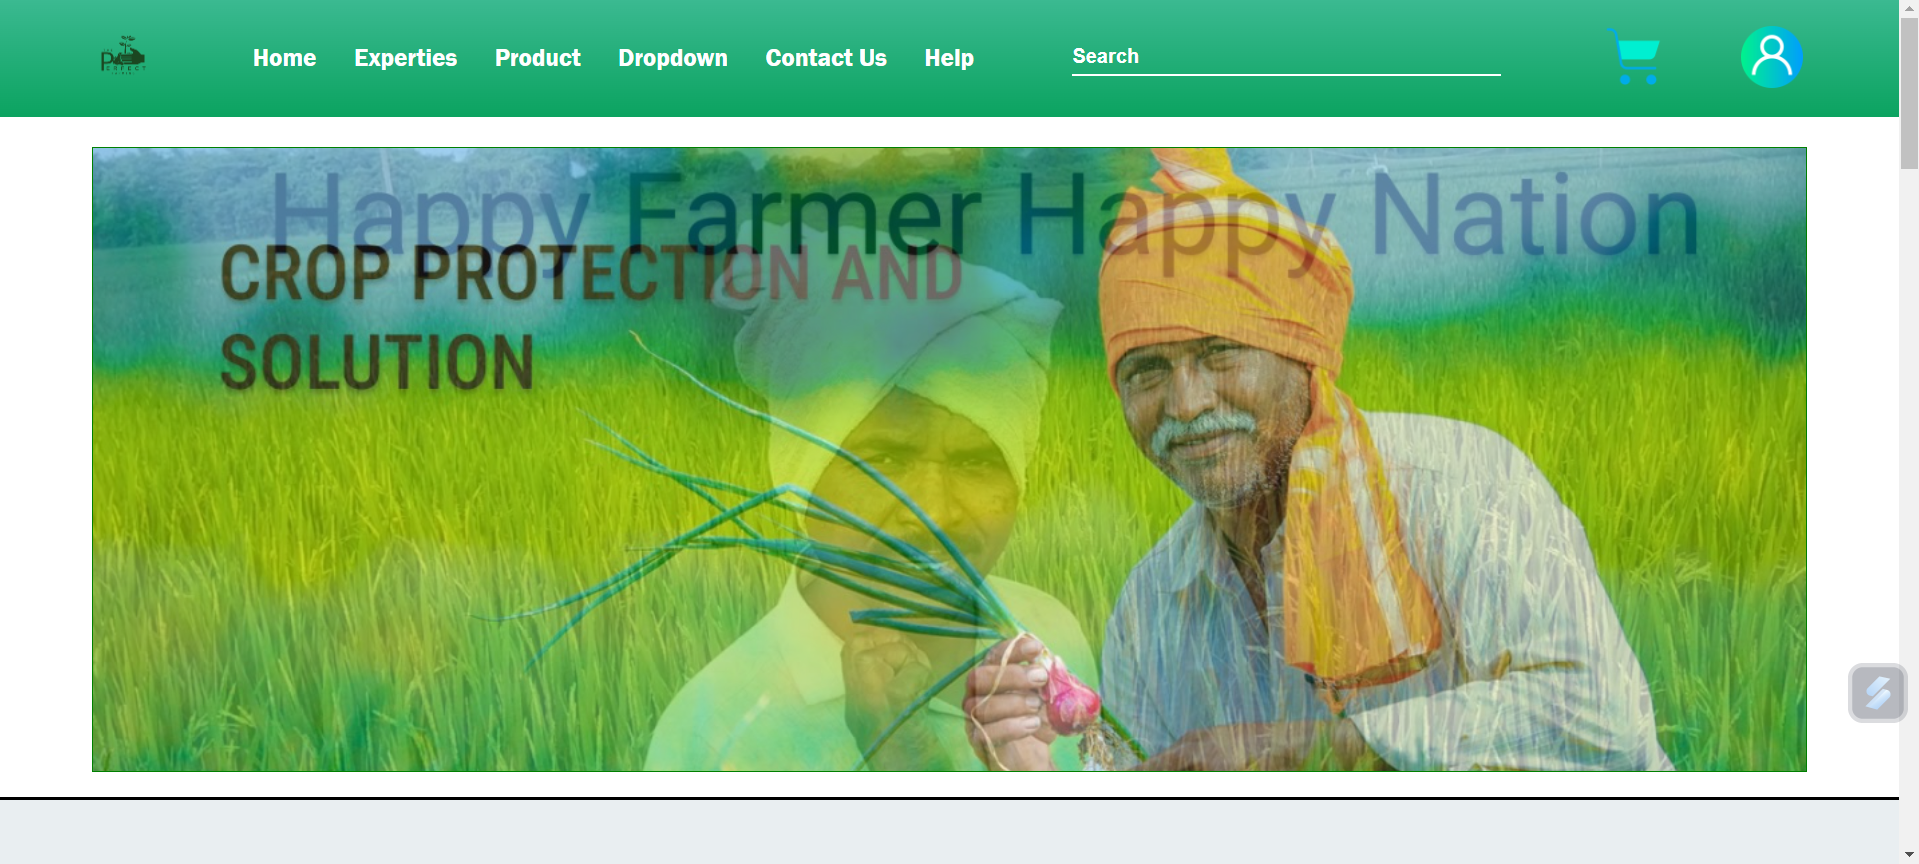 Home Experties Product Dropdown Contact Us Help Search
Happy Farmer Happy Nation
CROP PROTECTION AND
SOLUTION